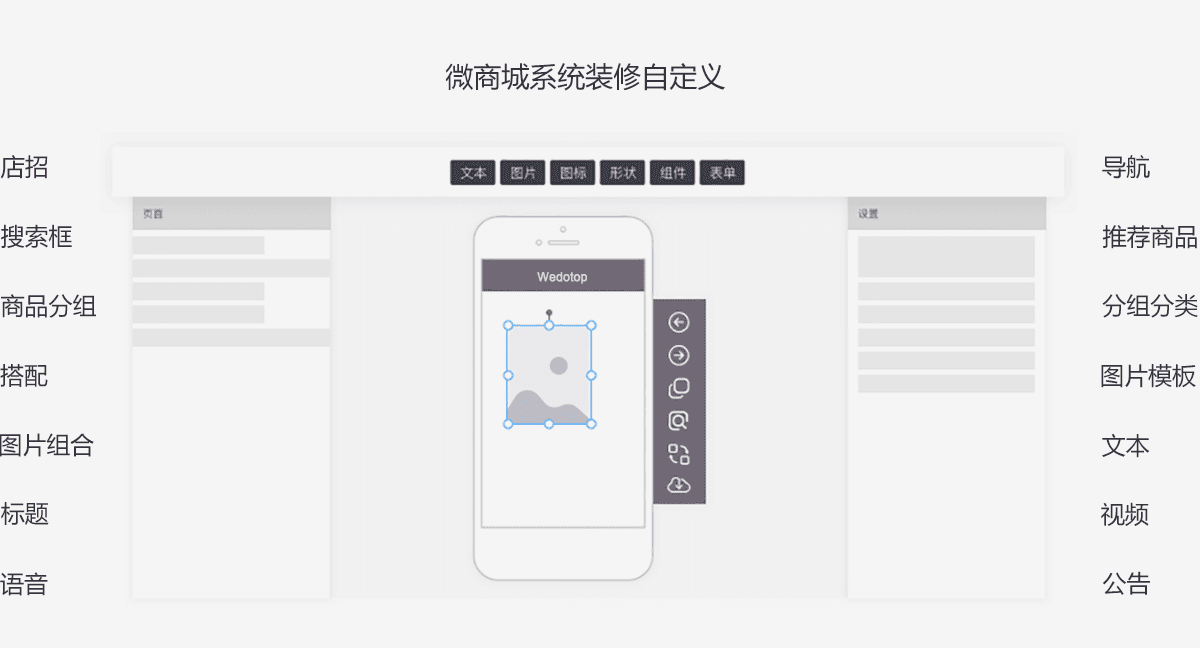 微商城系统装修自定义
店招
搜索框
商品分组
搭配
图片组合
标题
语音
文本 图片 图标 形状 组件 表单
页面
设置
Wedotop
导航
推荐商品
分组分类
图片模板
文本
视频
公告